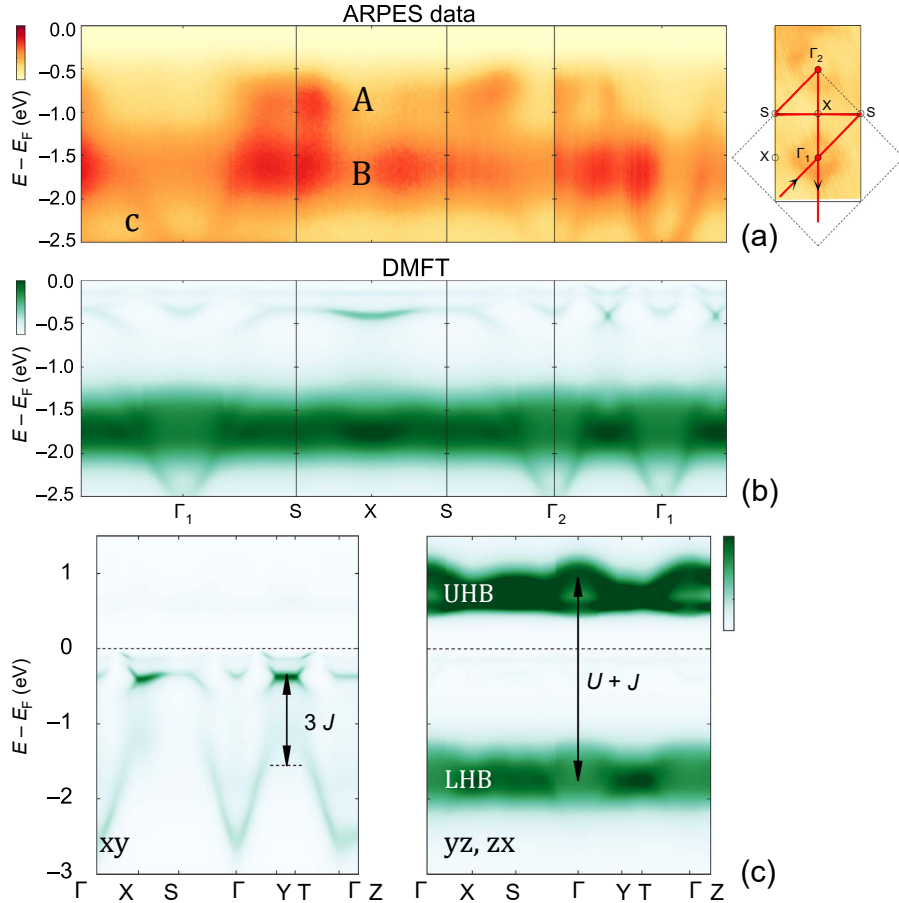 ARPES data
0.0
−0.5
−1.0
−1.5
−2.0
−2.5
E − E_F (eV)
A
B
c
Γ₂
S
X
S
X
Γ₁
(a)
DMFT
0.0
−0.5
−1.0
−1.5
−2.0
−2.5
E − E_F (eV)
Γ₁
S
X
S
Γ₂
Γ₁
(b)
1
0
−1
−2
−3
E − E_F (eV)
3 J
xy
Γ X S Γ Y T Γ Z
UHB
U + J
LHB
yz, zx
Γ X S Γ Y T Γ Z
(c)